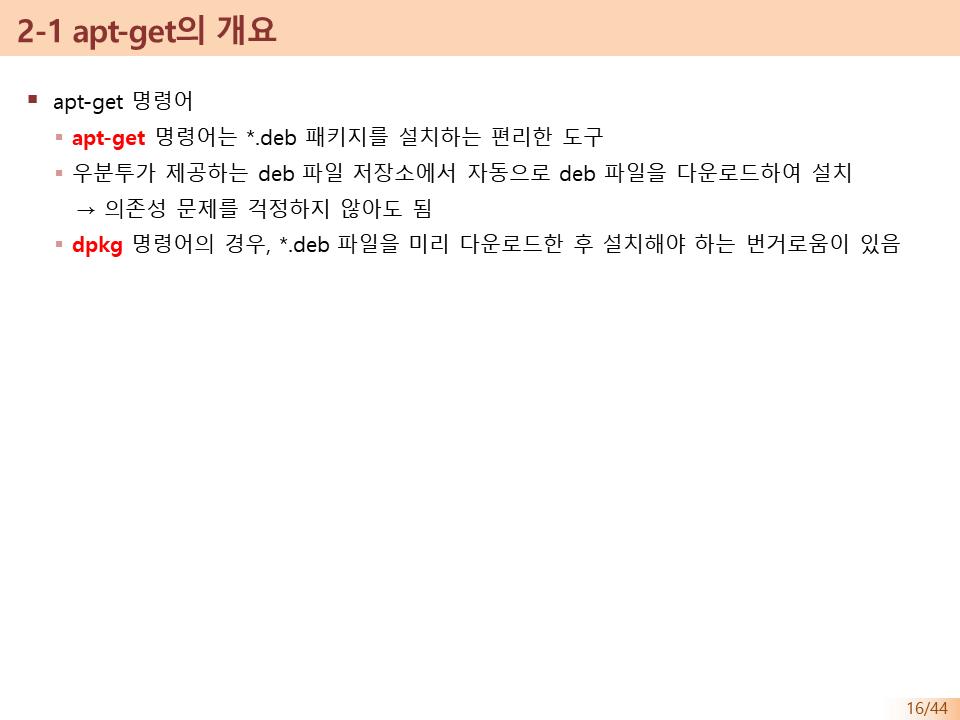 2-1 apt-get의 개요
▪ apt-get 명령어
▪ apt-get 명령어는 *.deb 패키지를 설치하는 편리한 도구
▪ 우분투가 제공하는 deb 파일 저장소에서 자동으로 deb 파일을 다운로드하여 설치
→ 의존성 문제를 걱정하지 않아도 됨
▪ dpkg 명령어의 경우, *.deb 파일을 미리 다운로드한 후 설치해야 하는 번거로움이 있음
16/44